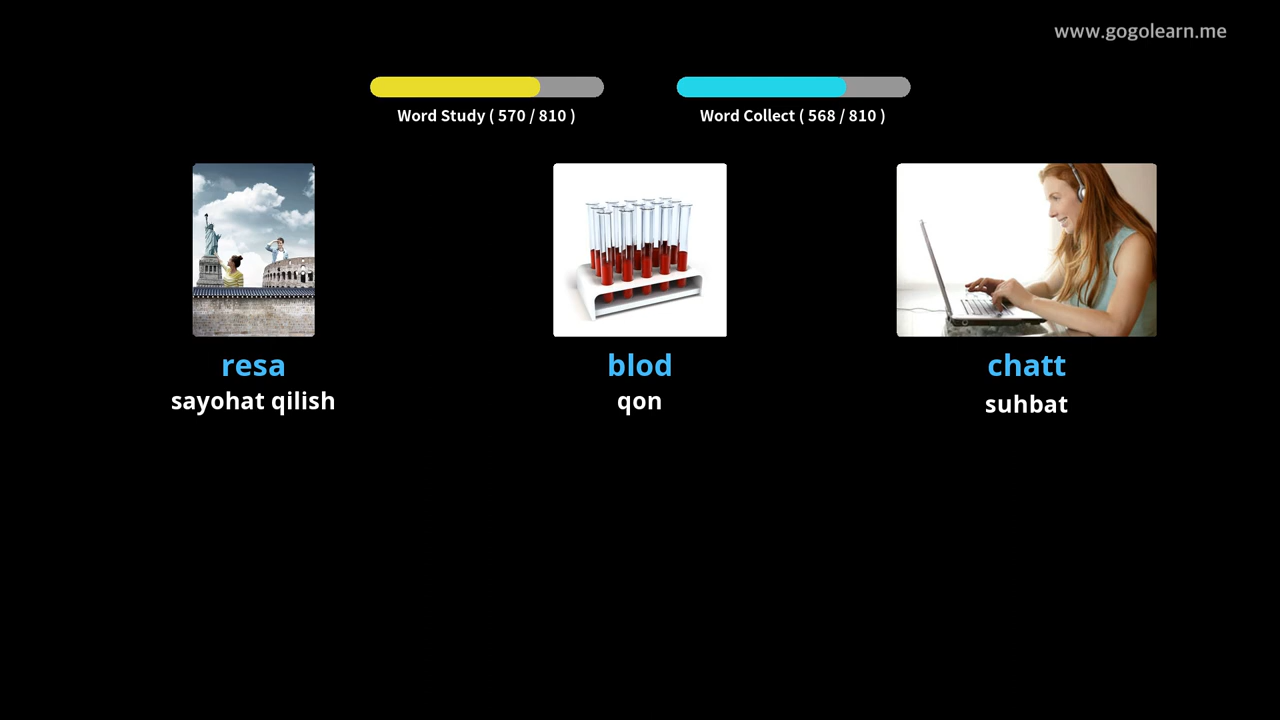 www.gogolearn.me
Word Study ( 570 / 810 )
Word Collect ( 568 / 810 )
resa
blod
chatt
sayohat qilish
qon
suhbat